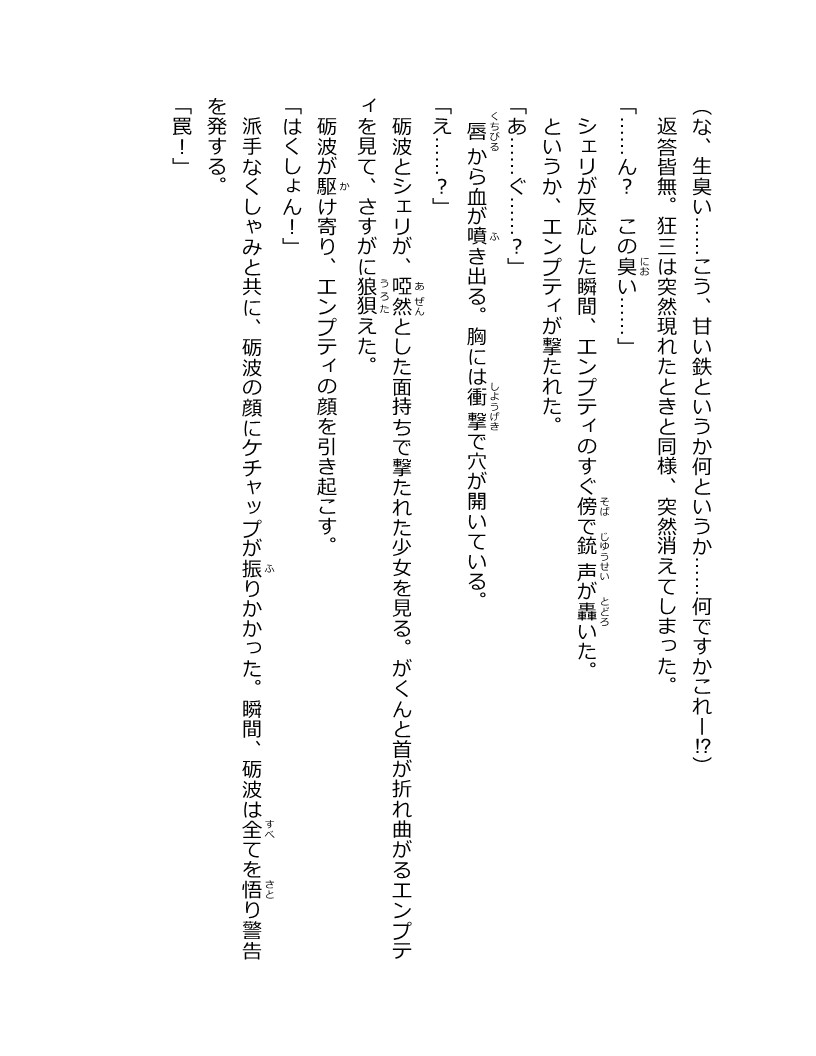 （な、生臭い……こう、甘い鉄というか何というか……何ですかこれー!?）
返答皆無。狂三は突然現れたときと同様、突然消えてしまった。
「……ん？　この臭い……」
シェリが反応した瞬間、エンプティのすぐ傍で銃声が轟いた。
というか、エンプティが撃たれた。
「あ……ぐ……？」
唇から血が噴き出る。胸には衝撃で穴が開いている。
「え……？」
砺波とシェリが、啞然とした面持ちで撃たれた少女を見る。がくんと首が折れ曲がるエンプテ
ィを見て、さすがに狼狽えた。
砺波が駆け寄り、エンプティの顔を引き起こす。
「はくしょん！」
派手なくしゃみと共に、砺波の顔にケチャップが振りかかった。瞬間、砺波は全てを悟り警告
を発する。
「罠！」